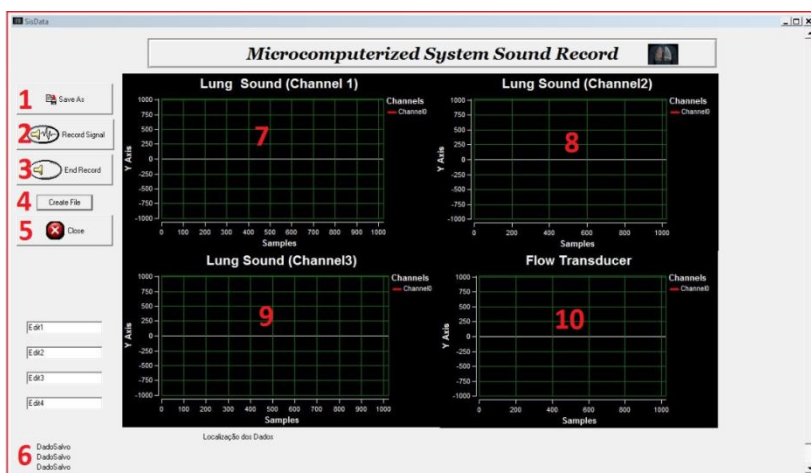 SisData
Microcomputerized System Sound Record
1 Save As
2 Record Signal
3 End Record
4 Create File
5 Close
Lung Sound (Channel 1)
Y Axis
1000
750
500
250
0
-250
-500
-750
-1000
7
Channels
Channel0
0 100 200 300 400 500 600 700 800 900 1000
Samples
Lung Sound (Channel2)
Y Axis
1000
750
500
250
0
-250
-500
-750
-1000
8
Channels
Channel0
0 200 400 600 800 1000
Samples
Lung Sound (Channel3)
Y Axis
1000
750
500
250
0
-250
-500
-750
-1000
9
Channels
Channel0
0 100 200 300 400 500 600 700 800 900 1000
Samples
Flow Transducer
Y Axis
1000
750
500
250
0
-250
-500
-750
-1000
10
Channels
Channel0
0 200 400 600 800 1000
Samples
Edit1
Edit2
Edit3
Edit4
Localização dos Dados
6 DadoSalvo
DadoSalvo
DadoSalvo